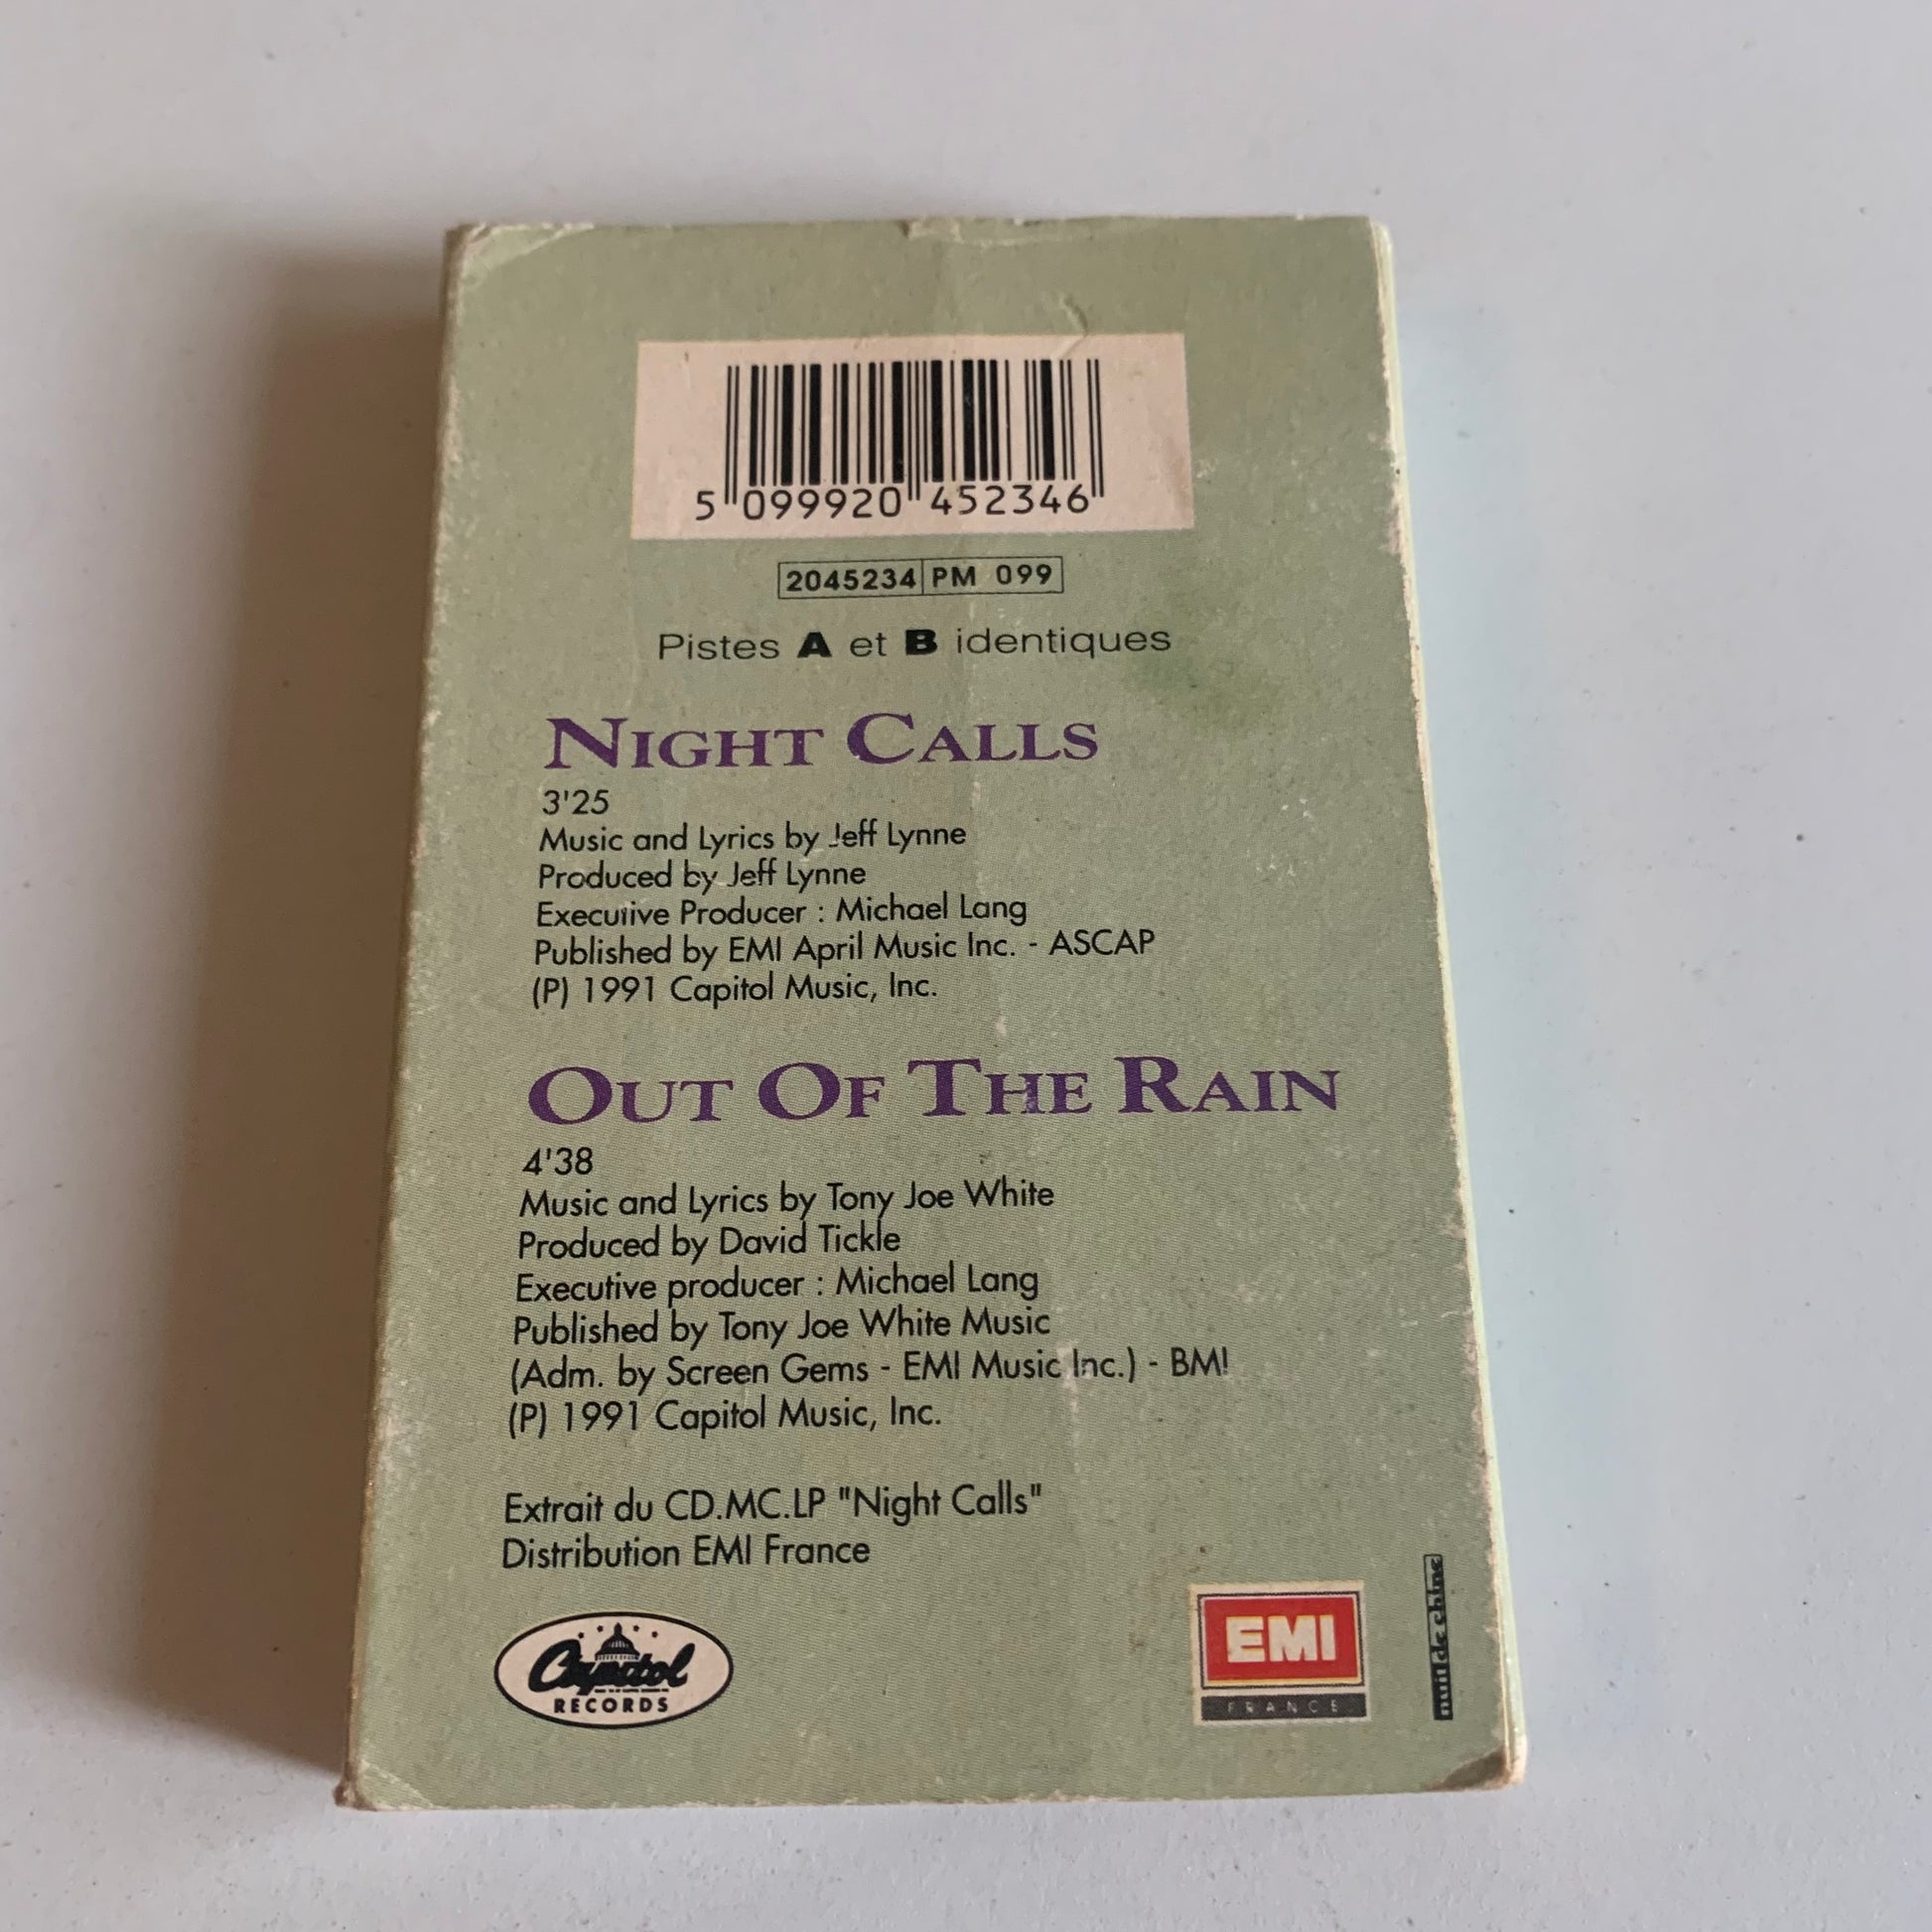 5 099920 452346
2045234 PM 099
Pistes A et B identiques
NIGHT CALLS
3'25
Music and Lyrics by Jeff Lynne
Produced by Jeff Lynne
Executive Producer : Michael Lang
Published by EMI April Music Inc. - ASCAP
(P) 1991 Capitol Music, Inc.
OUT OF THE RAIN
4'38
Music and Lyrics by Tony Joe White
Produced by David Tickle
Executive producer : Michael Lang
Published by Tony Joe White Music
(Adm. by Screen Gems - EMI Music Inc.) - BMI
(P) 1991 Capitol Music, Inc.
Extrait du CD.MC.LP "Night Calls"
Distribution EMI France
Capitol
RECORDS
EMI
FRANCE
nuit de chine